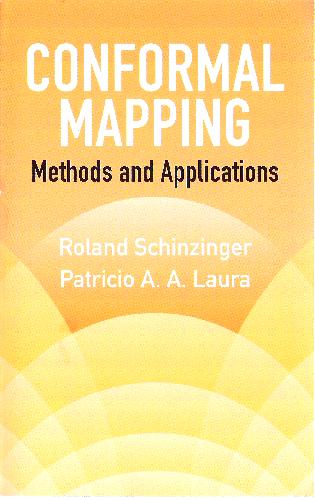 CONFORMAL
MAPPING
Methods and Applications
Roland Schinzinger
Patricio A. A. Laura